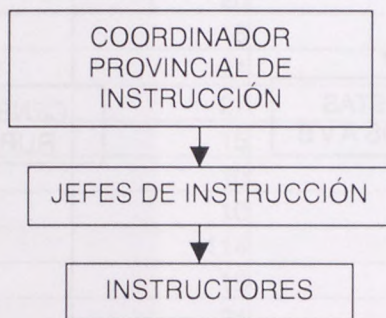 COORDINADOR
PROVINCIAL DE
INSTRUCCIÓN
JEFES DE INSTRUCCIÓN
INSTRUCTORES